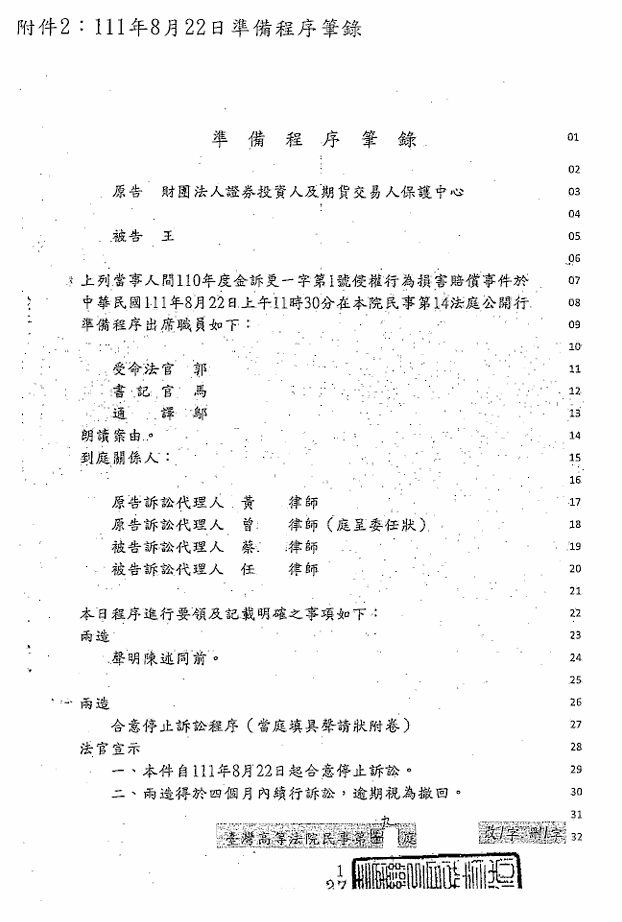 附件2：111年8月22日準備程序筆錄
準備程序筆錄 01
02
原告 財團法人證券投資人及期貨交易人保護中心 03
04
被告 王 05
06
上列當事人間110年度金訴更一字第1號侵權行為損害賠償事件於 07
中華民國111年8月22日上午11時30分在本院民事第14法庭公開行 08
準備程序出席職員如下： 09
10
受命法官 郭 11
書記官 馬 12
通譯 鄔 13
朗讀案由。 14
到庭關係人： 15
16
原告訴訟代理人 黃 律師 17
原告訴訟代理人 曾 律師（庭呈委任狀） 18
被告訴訟代理人 蔡 律師 19
被告訴訟代理人 任 律師 20
21
本日程序進行要領及記載明確之事項如下： 22
兩造 23
聲明陳述同前。 24
25
兩造 26
合意停止訴訟程序（當庭填具聲請狀附卷） 27
法官宣示 28
一、本件自111年8月22日起合意停止訴訟。 29
二、兩造得於四個月內續行訴訟，逾期視為撤回。 30
31
九
臺灣高等法院民事第 庭 改1字刪1字 32
1
27